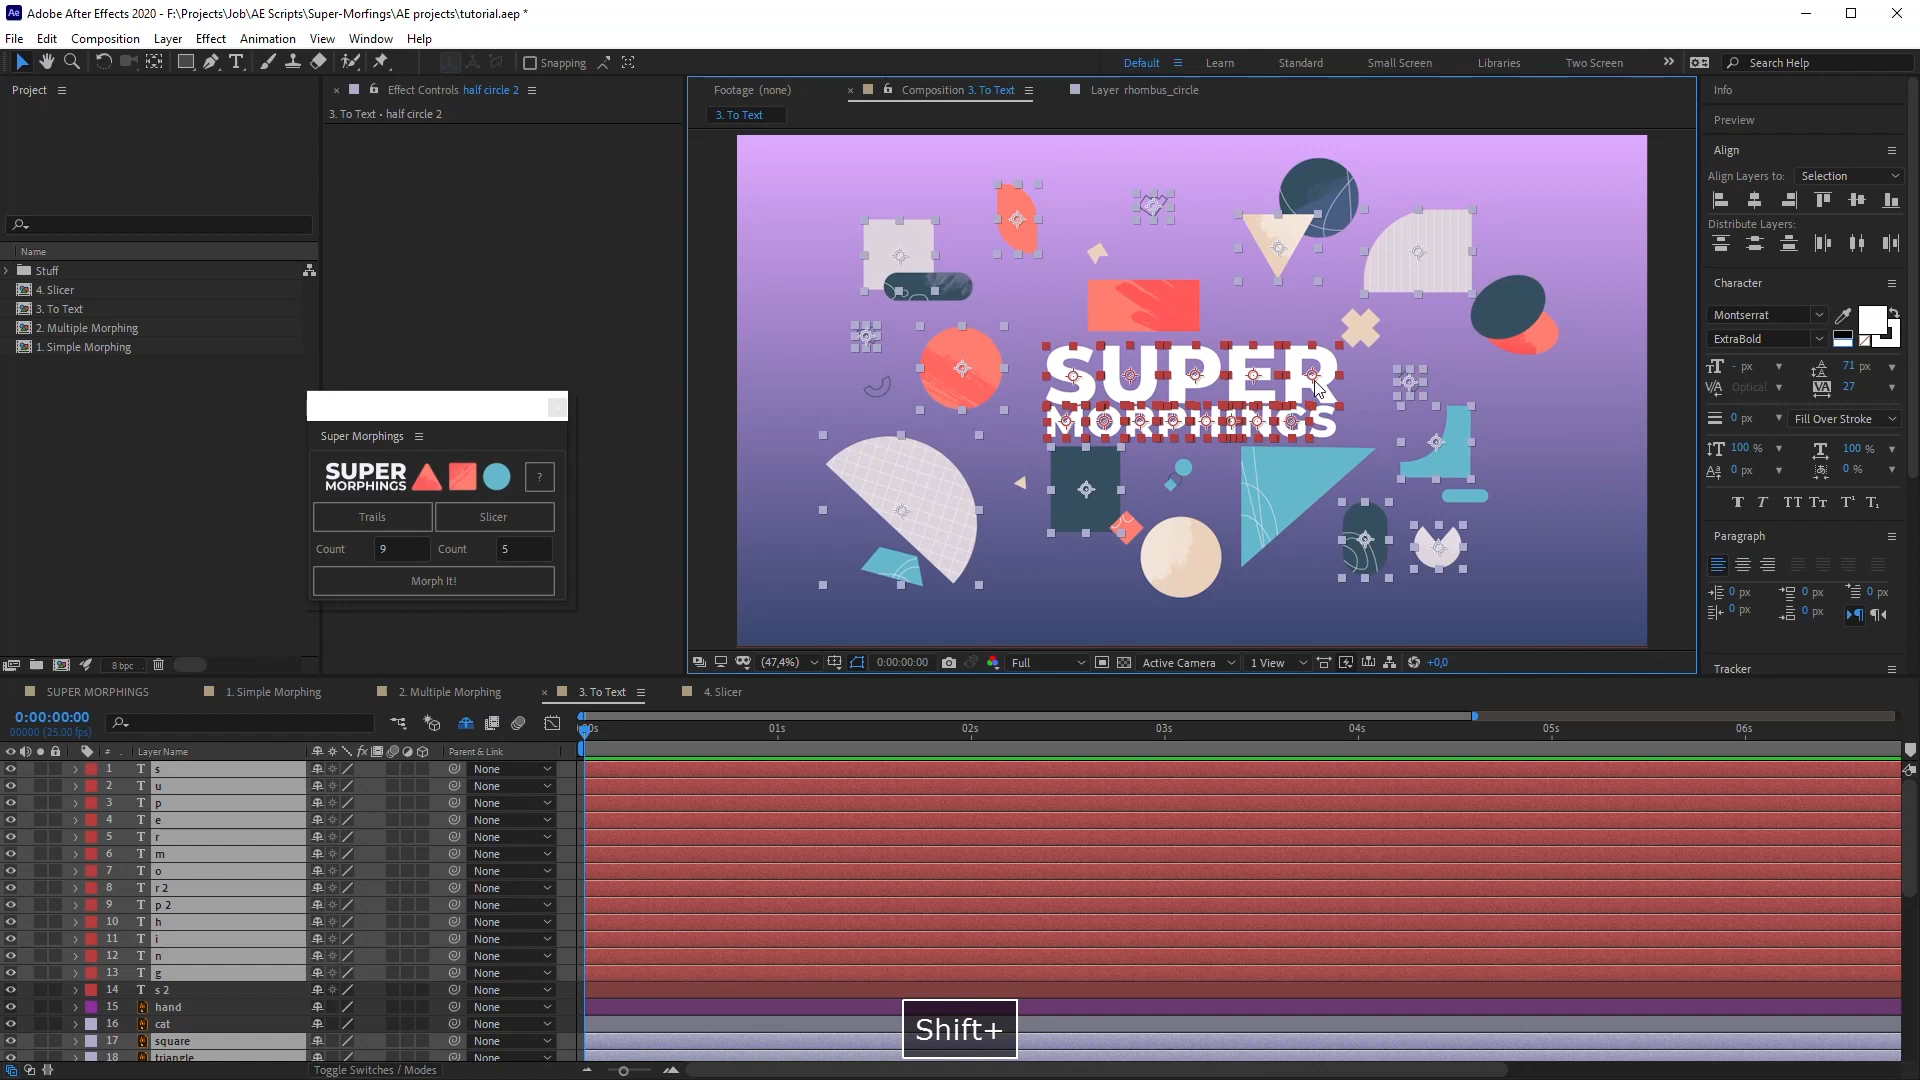 Adobe After Effects 2020 - F:\Projects\Job\AE Scripts\Super-Morfings\AE projects\tutorial.aep *
File Edit Composition Layer Effect Animation View Window Help
Snapping
Default Learn Standard Small Screen Libraries Two Screen Search Help
Project
Effect Controls half circle 2
3. To Text • half circle 2
Footage (none) Composition 3. To Text Layer rhombus_circle
3. To Text
Name
Stuff
4. Slicer
3. To Text
2. Multiple Morphing
1. Simple Morphing
8 bpc
Super Morphings
SUPER
MORPHINGS
?
Trails Slicer
Count 9 Count 5
Morph It!
SUPER
MORPHINGS
(47,4%) 0:00:00:00 Full Active Camera 1 View +0,0
Info
Preview
Align
Align Layers to: Selection
Distribute Layers:
Character
Montserrat
ExtraBold
- px 71 px
Optical 27
0 px Fill Over Stroke
100 % 100 %
0 px 0 %
Paragraph
0 px 0 px 0 px
0 px 0 px
Tracker
SUPER MORPHINGS 1. Simple Morphing 2. Multiple Morphing 3. To Text 4. Slicer
0:00:00:00
00000 (25.00 fps)
00s 01s 02s 03s 04s 05s 06s
# Layer Name Parent & Link
1 T s None
2 T u None
3 T p None
4 T e None
5 T r None
6 T m None
7 T o None
8 T r 2 None
9 T p 2 None
10 T h None
11 T i None
12 T n None
13 T g None
14 T s 2 None
15 hand None
16 cat None
17 square None
18 triangle None
Shift+
Toggle Switches / Modes